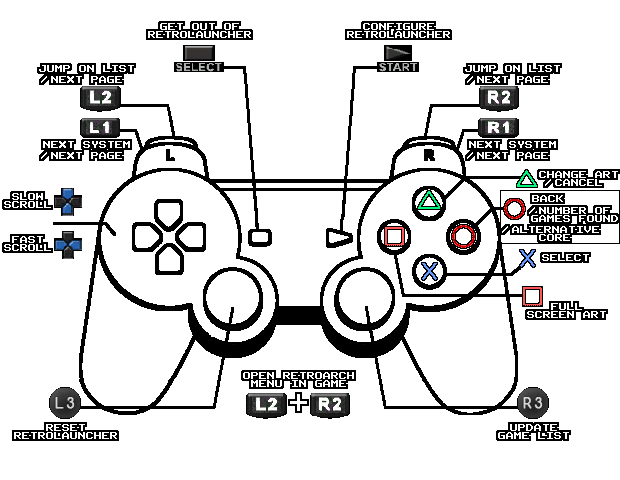 GET OUT OF
RETROLAUNCHER
SELECT
CONFIGURE
RETROLAUNCHER
START
JUMP ON LIST
/NEXT PAGE
L2
L1
NEXT SYSTEM
/NEXT PAGE
JUMP ON LIST
/NEXT PAGE
R2
R1
NEXT SYSTEM
/NEXT PAGE
L
R
SLOW
SCROLL
FAST
SCROLL
CHANGE ART
/CANCEL
BACK
/NUMBER OF
GAMES FOUND
/ALTERNATIVE
CORE
SELECT
FULL
SCREEN ART
OPEN RETROARCH
MENU IN GAME
L2+R2
L3
RESET
RETROLAUNCHER
R3
UPDATE
GAME LIST